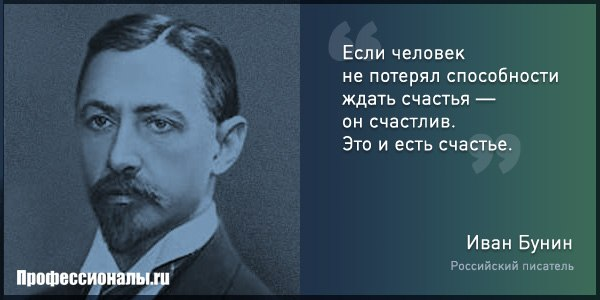 Если человек
не потерял способности
ждать счастья —
он счастлив.
Это и есть счастье.
Иван Бунин
Российский писатель
Профессионалы.ru